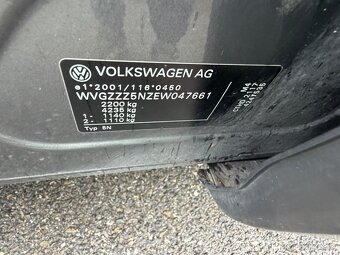 VOLKSWAGEN AG
e1*2001/116*0450
WVGZZZ5NZEW047661
2200 kg
4235 kg
1 - 1140 kg
2 - 1110 kg
Typ 5N